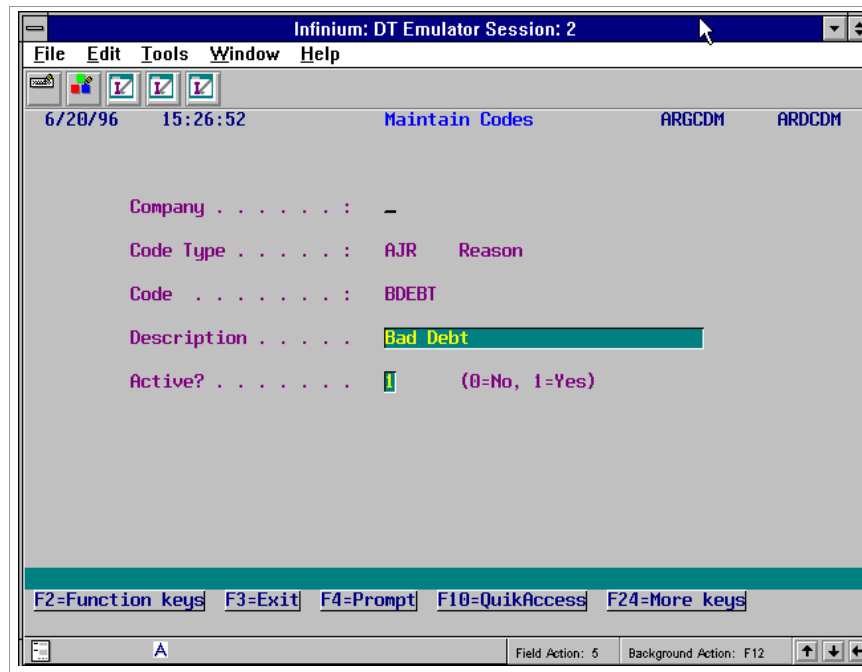 Infinium: DT Emulator Session: 2
File Edit Tools Window Help
6/20/96 15:26:52 Maintain Codes ARGCDM ARDCDM
Company . . . . . . : _
Code Type . . . . . : AJR Reason
Code . . . . . . . : BDEBT
Description . . . . . Bad Debt
Active? . . . . . . . 1 (0=No, 1=Yes)
F2=Function keys F3=Exit F4=Prompt F10=QuikAccess F24=More keys
A Field Action: 5 Background Action: F12